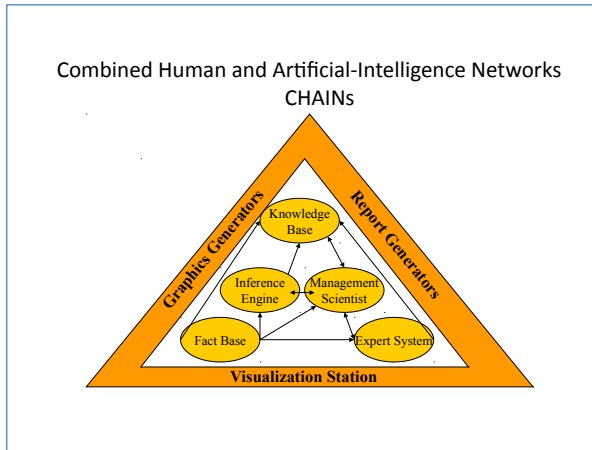 Combined Human and Artificial-Intelligence Networks
CHAINs
Graphics Generators
Report Generators
Knowledge
Base
Inference
Engine
Management
Scientist
Fact Base
Expert System
Visualization Station